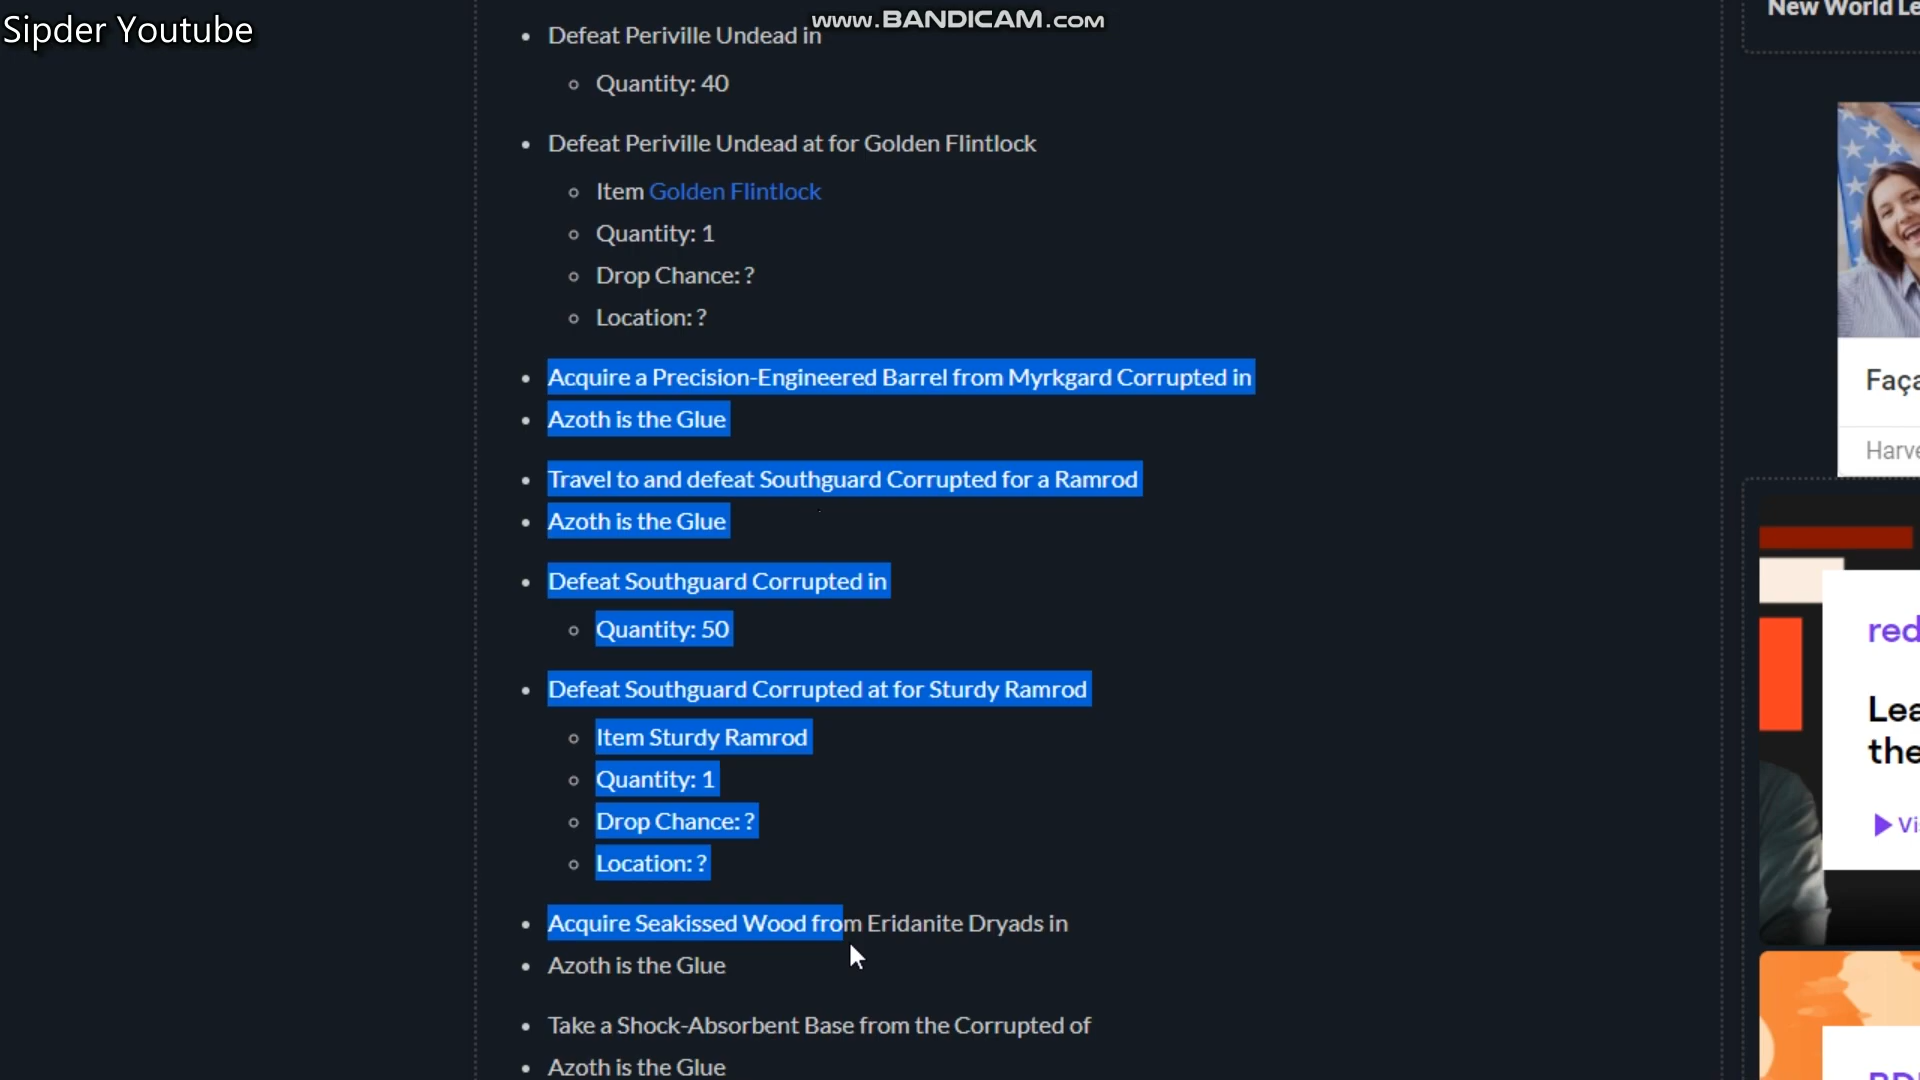 Sipder Youtube
www.BANDICAM.com
New World Le
Defeat Periville Undead in
Quantity: 40
Defeat Periville Undead at for Golden Flintlock
Item Golden Flintlock
Quantity: 1
Drop Chance: ?
Location: ?
Acquire a Precision-Engineered Barrel from Myrkgard Corrupted in
Azoth is the Glue
Travel to and defeat Southguard Corrupted for a Ramrod
Azoth is the Glue
Defeat Southguard Corrupted in
Quantity: 50
Defeat Southguard Corrupted at for Sturdy Ramrod
Item Sturdy Ramrod
Quantity: 1
Drop Chance: ?
Location: ?
Acquire Seakissed Wood from Eridanite Dryads in
Azoth is the Glue
Take a Shock-Absorbent Base from the Corrupted of
Azoth is the Glue
Faça
Harve
red
Lea
the
Vi